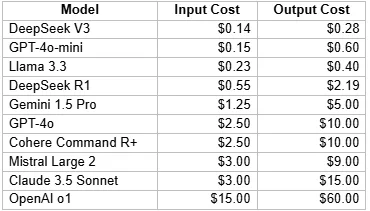 Model Input Cost Output Cost
DeepSeek V3 $0.14 $0.28
GPT-4o-mini $0.15 $0.60
Llama 3.3 $0.23 $0.40
DeepSeek R1 $0.55 $2.19
Gemini 1.5 Pro $1.25 $5.00
GPT-4o $2.50 $10.00
Cohere Command R+ $2.50 $10.00
Mistral Large 2 $3.00 $9.00
Claude 3.5 Sonnet $3.00 $15.00
OpenAI o1 $15.00 $60.00